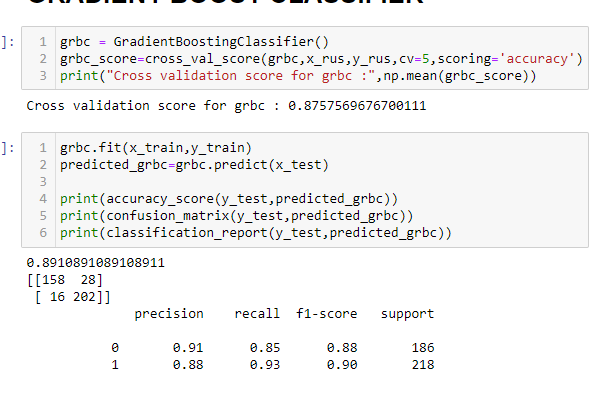 GRADIENT BOOST CLASSIFIER
]: 1 grbc = GradientBoostingClassifier()
2 grbc_score=cross_val_score(grbc,x_rus,y_rus,cv=5,scoring='accuracy')
3 print("Cross validation score for grbc :",np.mean(grbc_score))
Cross validation score for grbc : 0.8757569676700111
]: 1 grbc.fit(x_train,y_train)
2 predicted_grbc=grbc.predict(x_test)
3
4 print(accuracy_score(y_test,predicted_grbc))
5 print(confusion_matrix(y_test,predicted_grbc))
6 print(classification_report(y_test,predicted_grbc))
0.8910891089108911
[[158  28]
 [ 16 202]]
precision recall f1-score support
0 0.91 0.85 0.88 186
1 0.88 0.93 0.90 218